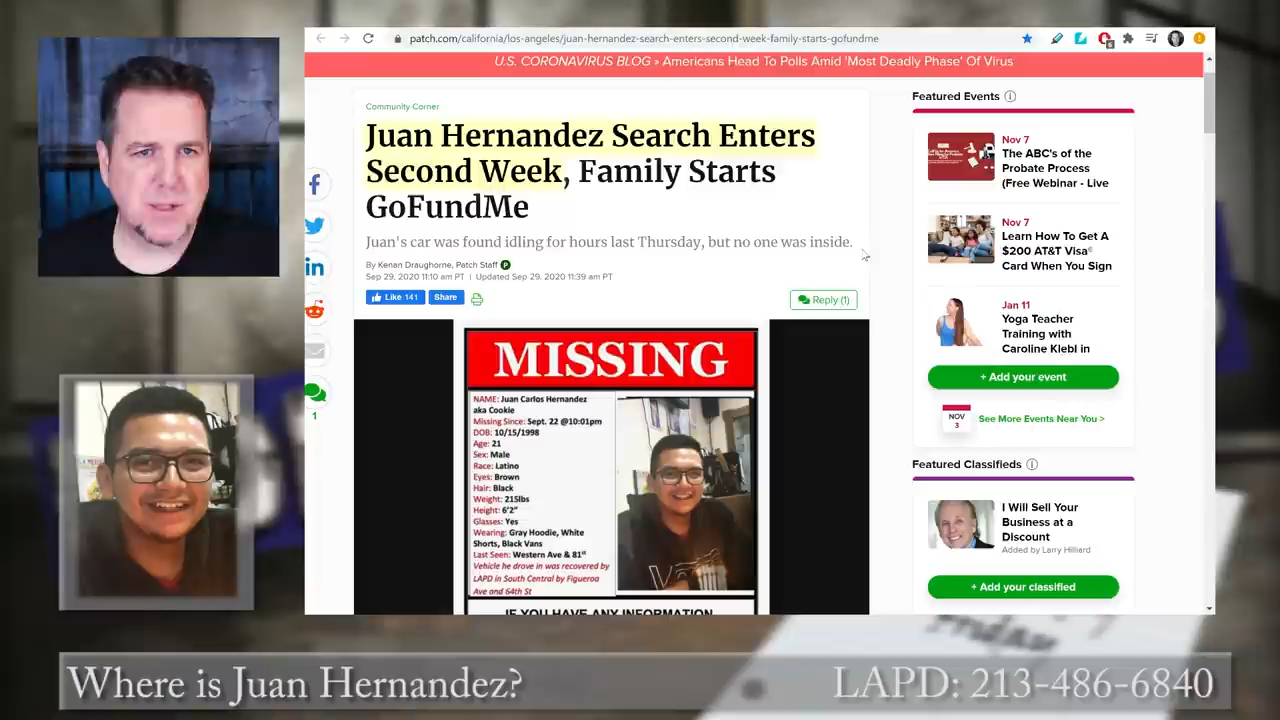 patch.com/california/los-angeles/juan-hernandez-search-enters-second-week-family-starts-gofundme
U.S. CORONAVIRUS BLOG » Americans Head To Polls Amid 'Most Deadly Phase' Of Virus
Community Corner
Juan Hernandez Search Enters
Second Week, Family Starts
GoFundMe
Juan's car was found idling for hours last Thursday, but no one was inside.
By Kenan Draughorne, Patch Staff
Sep 29, 2020 11:10 am PT | Updated Sep 29, 2020 11:39 am PT
Like 141 Share
Reply (1)
1
MISSING
NAME: Juan Carlos Hernandez
aka Cookie
Missing Since: Sept. 22 @10:01pm
DOB: 10/15/1998
Age: 21
Sex: Male
Race: Latino
Eyes: Brown
Hair: Black
Weight: 215lbs
Height: 6'2"
Glasses: Yes
Wearing: Gray Hoodie, White
Shorts, Black Vans
Last Seen: Western Ave & 81st
Vehicle he drove in was recovered by
LAPD in South Central by Figueroa
Ave and 64th St
IF YOU HAVE ANY INFORMATION
Featured Events
Nov 7
The ABC's of the
Probate Process
(Free Webinar - Live
Nov 7
Learn How To Get A
$200 AT&T Visa®
Card When You Sign
Jan 11
Yoga Teacher
Training with
Caroline Klebl in
+ Add your event
NOV
3
See More Events Near You >
Featured Classifieds
I Will Sell Your
Business at a
Discount
Added by Larry Hilliard
+ Add your classified
Friday
Where is Juan Hernandez?
LAPD: 213-486-6840